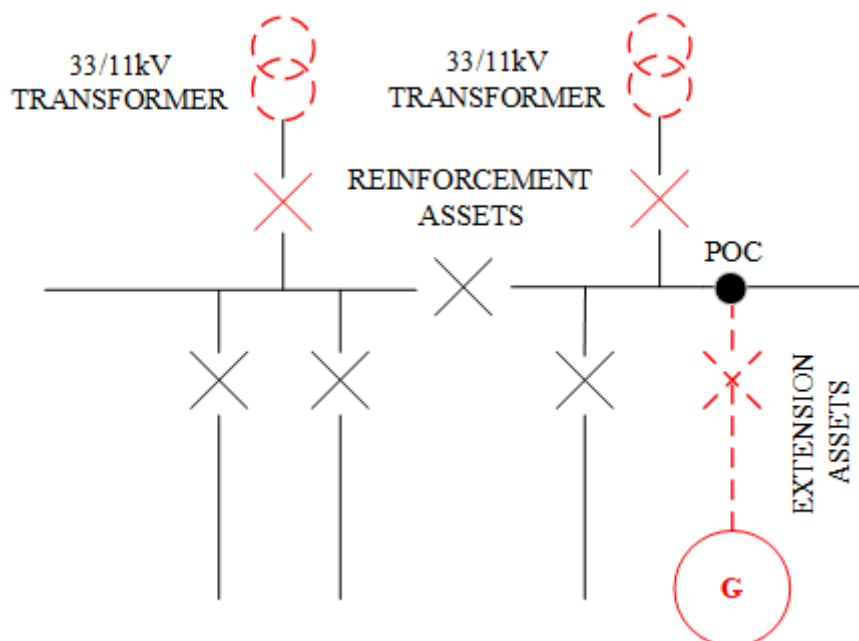 33/11kV
TRANSFORMER
33/11kV
TRANSFORMER
REINFORCEMENT
ASSETS
POC
EXTENSION
ASSETS
G